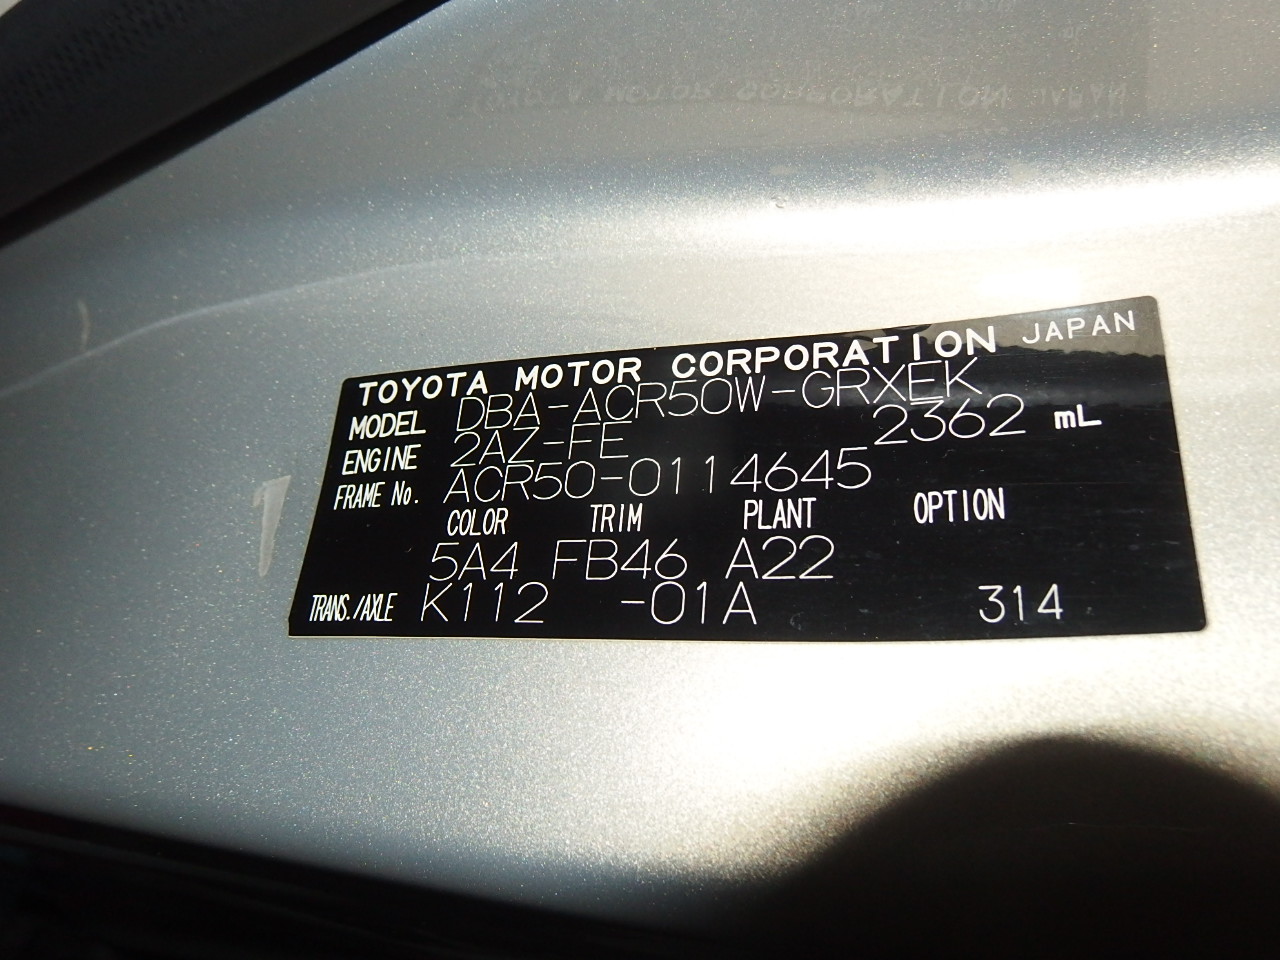 TOYOTA MOTOR CORPORATION JAPAN
MODEL DBA-ACR50W-GRXEK
ENGINE 2AZ-FE 2362 mL
FRAME No. ACR50-0114645
COLOR TRIM PLANT OPTION
5A4 FB46 A22
TRANS./AXLE K112 -01A 314